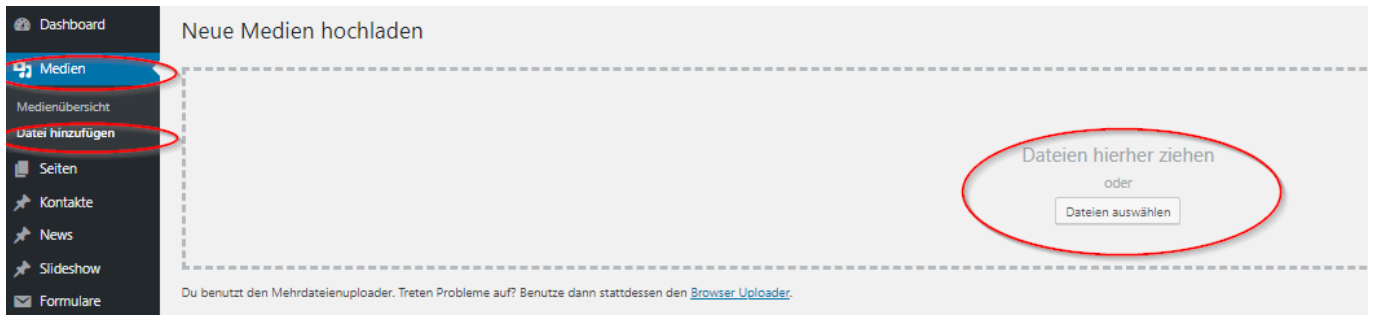 Dashboard
Medien
Medienübersicht
Datei hinzufügen
Seiten
Kontakte
News
Slideshow
Formulare
Neue Medien hochladen
Dateien hierher ziehen
oder
Dateien auswählen
Du benutzt den Mehrdateienuploader. Treten Probleme auf? Benutze dann stattdessen den Browser Uploader.